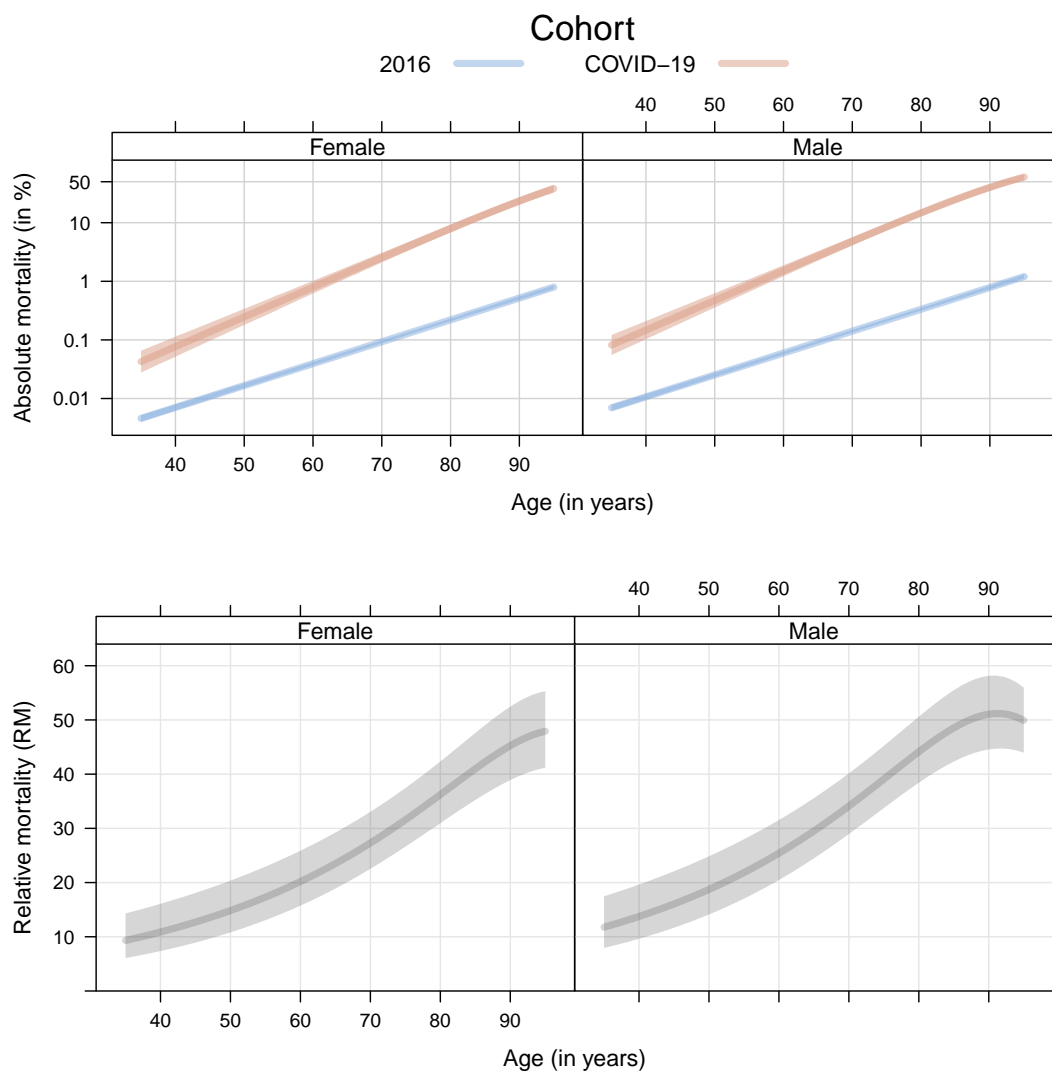 Cohort
2016 COVID−19
40 50 60 70 80 90
Female Male
Absolute mortality (in %)
50
10
1
0.1
0.01
40 50 60 70 80 90
Age (in years)
40 50 60 70 80 90
Female Male
Relative mortality (RM)
60
50
40
30
20
10
40 50 60 70 80 90
Age (in years)